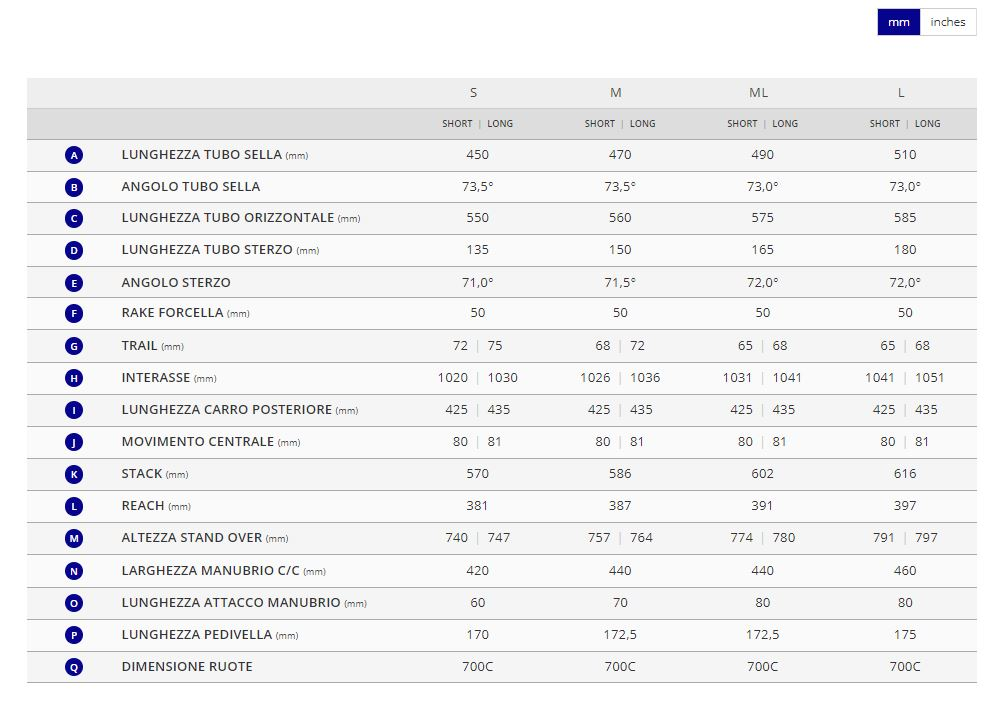 mm inches
S M ML L
SHORT | LONG SHORT | LONG SHORT | LONG SHORT | LONG
A LUNGHEZZA TUBO SELLA (mm) 450 470 490 510
B ANGOLO TUBO SELLA 73,5° 73,5° 73,0° 73,0°
C LUNGHEZZA TUBO ORIZZONTALE (mm) 550 560 575 585
D LUNGHEZZA TUBO STERZO (mm) 135 150 165 180
E ANGOLO STERZO 71,0° 71,5° 72,0° 72,0°
F RAKE FORCELLA (mm) 50 50 50 50
G TRAIL (mm) 72 | 75 68 | 72 65 | 68 65 | 68
H INTERASSE (mm) 1020 | 1030 1026 | 1036 1031 | 1041 1041 | 1051
I LUNGHEZZA CARRO POSTERIORE (mm) 425 | 435 425 | 435 425 | 435 425 | 435
J MOVIMENTO CENTRALE (mm) 80 | 81 80 | 81 80 | 81 80 | 81
K STACK (mm) 570 586 602 616
L REACH (mm) 381 387 391 397
M ALTEZZA STAND OVER (mm) 740 | 747 757 | 764 774 | 780 791 | 797
N LARGHEZZA MANUBRIO C/C (mm) 420 440 440 460
O LUNGHEZZA ATTACCO MANUBRIO (mm) 60 70 80 80
P LUNGHEZZA PEDIVELLA (mm) 170 172,5 172,5 175
Q DIMENSIONE RUOTE 700C 700C 700C 700C